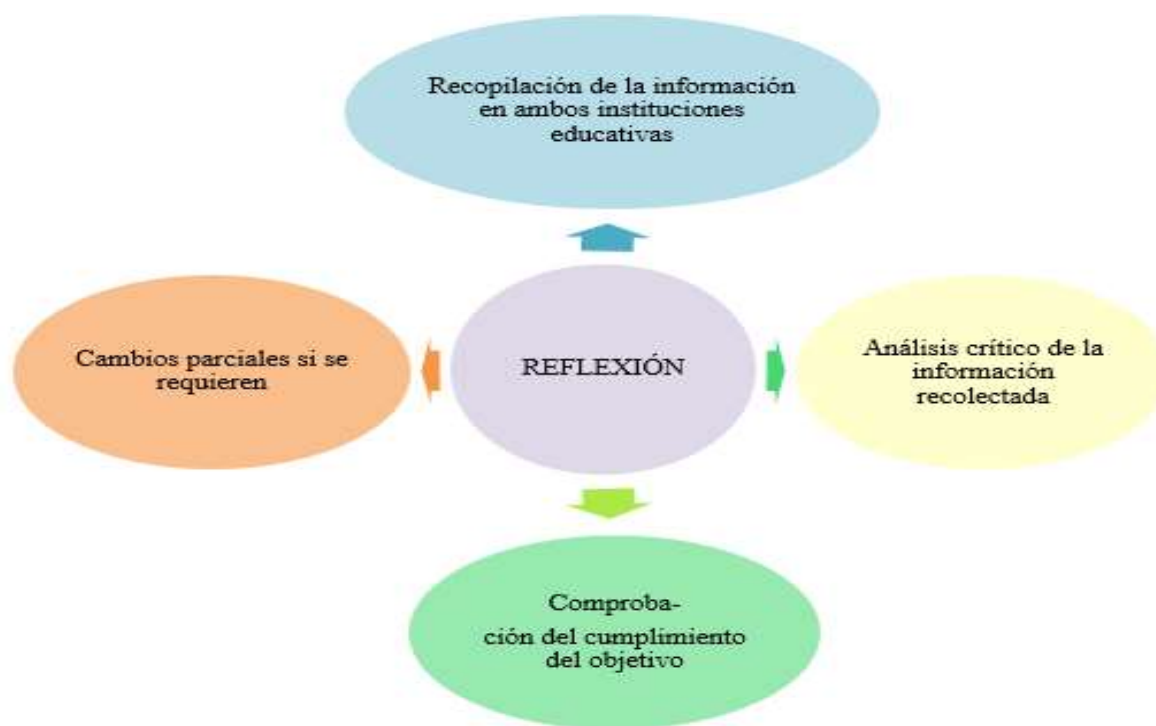 Recopilación de la información
en ambos instituciones
educativas
Cambios parciales si se
requieren
REFLEXIÓN
Análisis crítico de la
información
recolectada
Comproba-
ción del cumplimiento
del objetivo